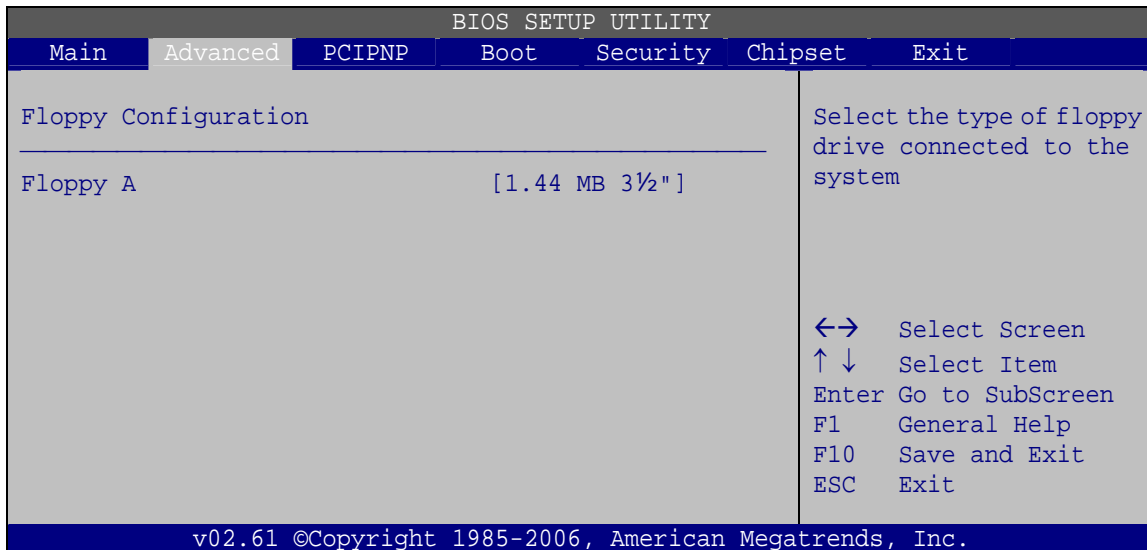 BIOS SETUP UTILITY
Main Advanced PCIPNP Boot Security Chipset Exit
Floppy Configuration
Floppy A [1.44 MB 3½"]
Select the type of floppy
drive connected to the
system
←→ Select Screen
↑ ↓ Select Item
Enter Go to SubScreen
F1 General Help
F10 Save and Exit
ESC Exit
v02.61 ©Copyright 1985-2006, American Megatrends, Inc.